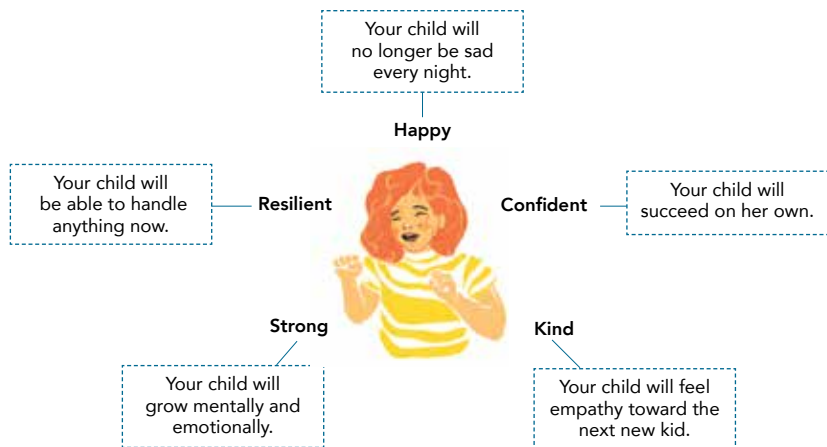 Your child will
no longer be sad
every night.
Happy
Your child will
be able to handle
anything now.
Resilient
Confident
Your child will
succeed on her own.
Strong
Your child will
grow mentally and
emotionally.
Kind
Your child will feel
empathy toward the
next new kid.